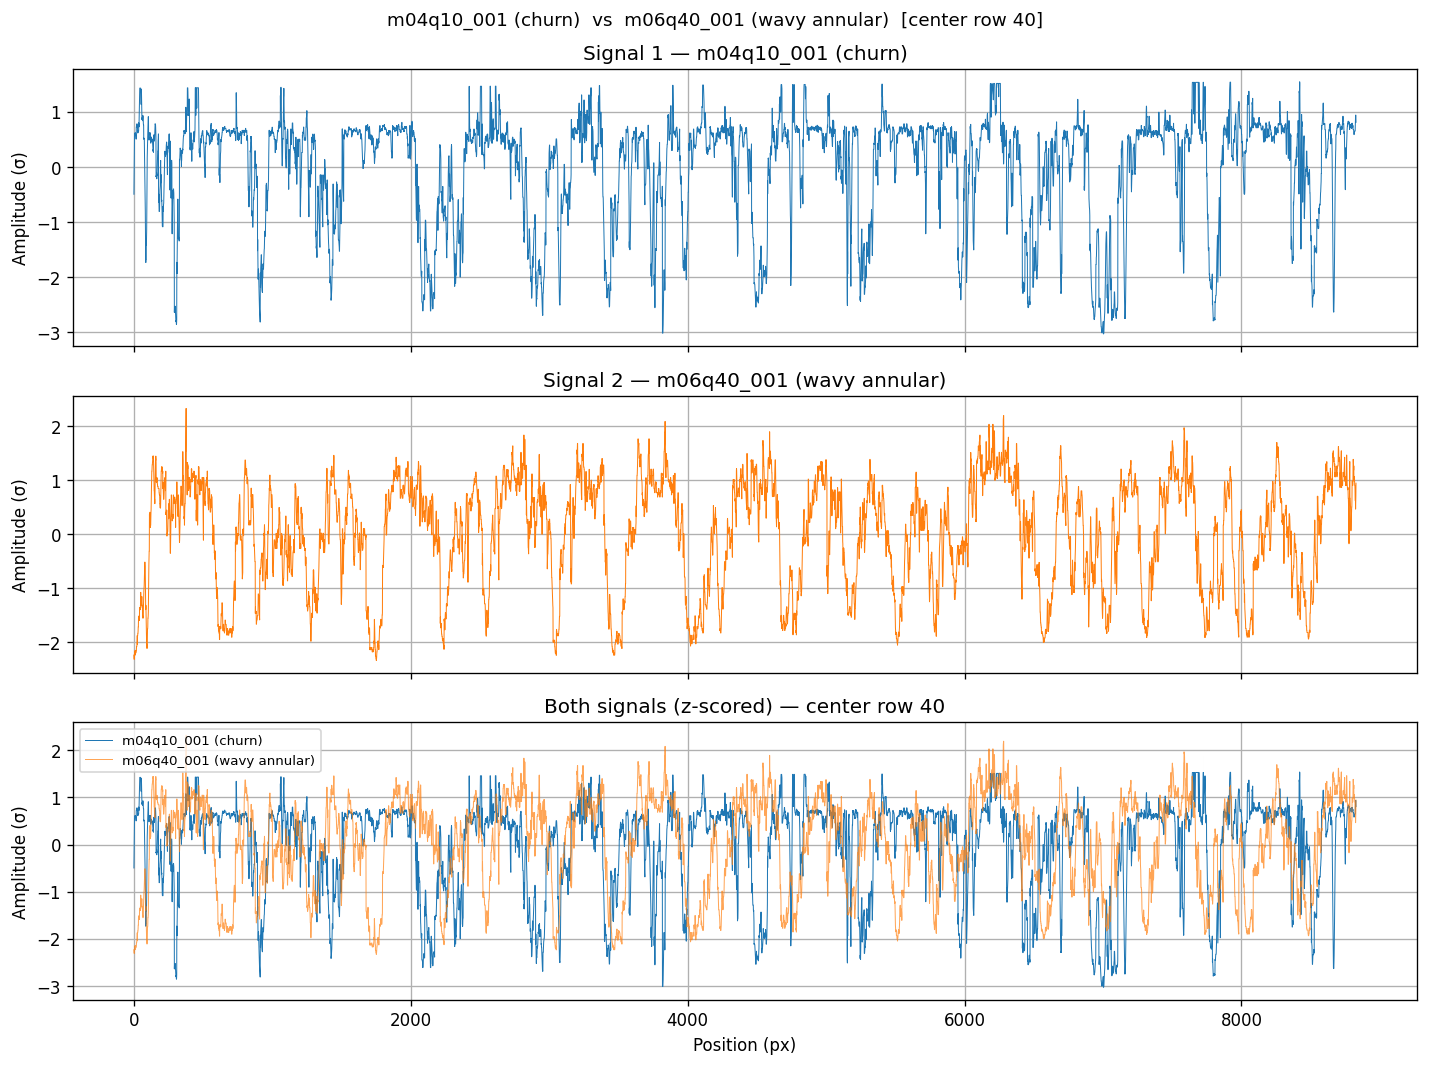 m04q10_001 (churn)  vs  m06q40_001 (wavy annular)  [center row 40]
Signal 1 — m04q10_001 (churn)
Amplitude (σ)
1
0
−1
−2
−3
Signal 2 — m06q40_001 (wavy annular)
Amplitude (σ)
2
1
0
−1
−2
Both signals (z-scored) — center row 40
m04q10_001 (churn)
m06q40_001 (wavy annular)
Amplitude (σ)
2
1
0
−1
−2
−3
0 2000 4000 6000 8000
Position (px)